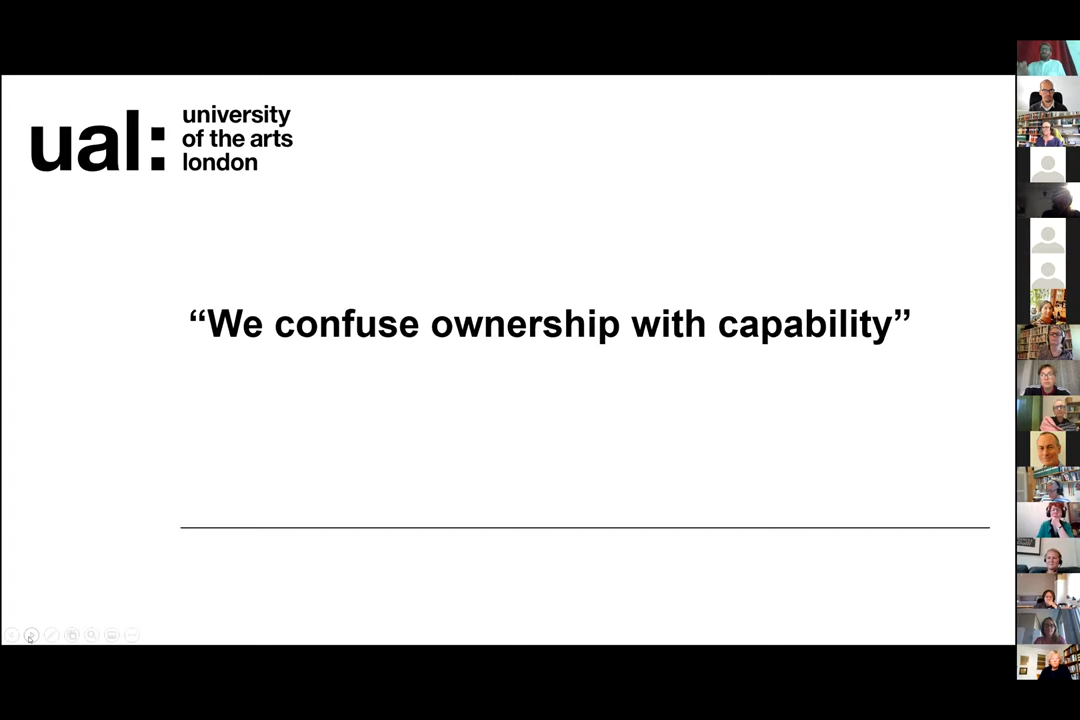 ual:
university
of the arts
london
“We confuse ownership with capability”